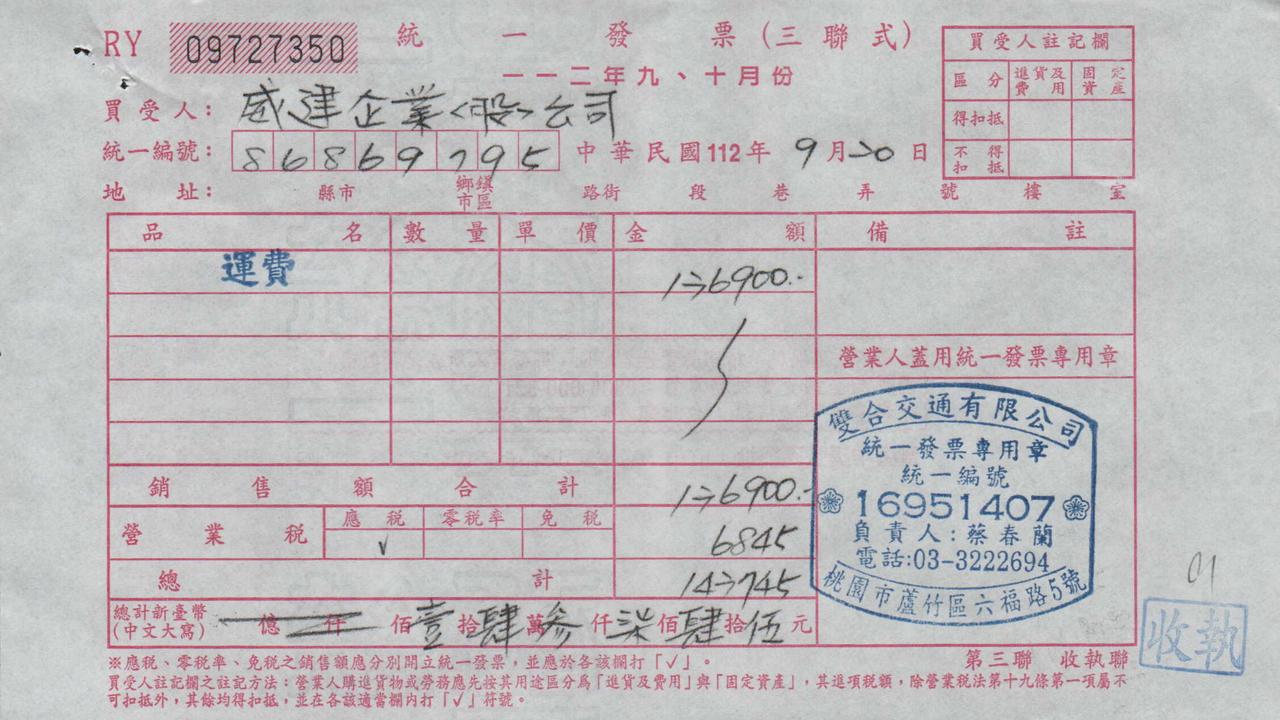 RY 09727350 統一發票(三聯式)
一一二年九、十月份
買受人註記欄
區分 進貨及費用 固定資產
得扣抵
不得扣抵
買受人: 威建企業<股>公司
統一編號: 86869795 中華民國112年 9月20日
地址: 縣市 鄉鎮市區 路街 段 巷 弄 號 樓 室
品名 數量 單價 金額 備註
運費 136900.-
營業人蓋用統一發票專用章
銷售額合計 136900.-
營業稅 應稅 零稅率 免稅
√ 6845
總計 143745
總計新臺幣(中文大寫) 億 仟 佰壹拾肆萬參仟柒佰肆拾伍元
雙合交通有限公司
統一發票專用章
統一編號
16951407
負責人:蔡春蘭
電話:03-3222694
桃園市蘆竹區六福路5號
01
收執
第三聯 收執聯
※應稅、零稅率、免稅之銷售額應分別開立統一發票,並應於各該欄打「√」。
買受人註記欄之註記方法:營業人購進貨物或勞務應先按其用途區分為「進貨及費用」與「固定資產」,其進項稅額,除營業稅法第十九條第一項屬不
可扣抵外,其餘均得扣抵,並在各該適當欄內打「√」符號。